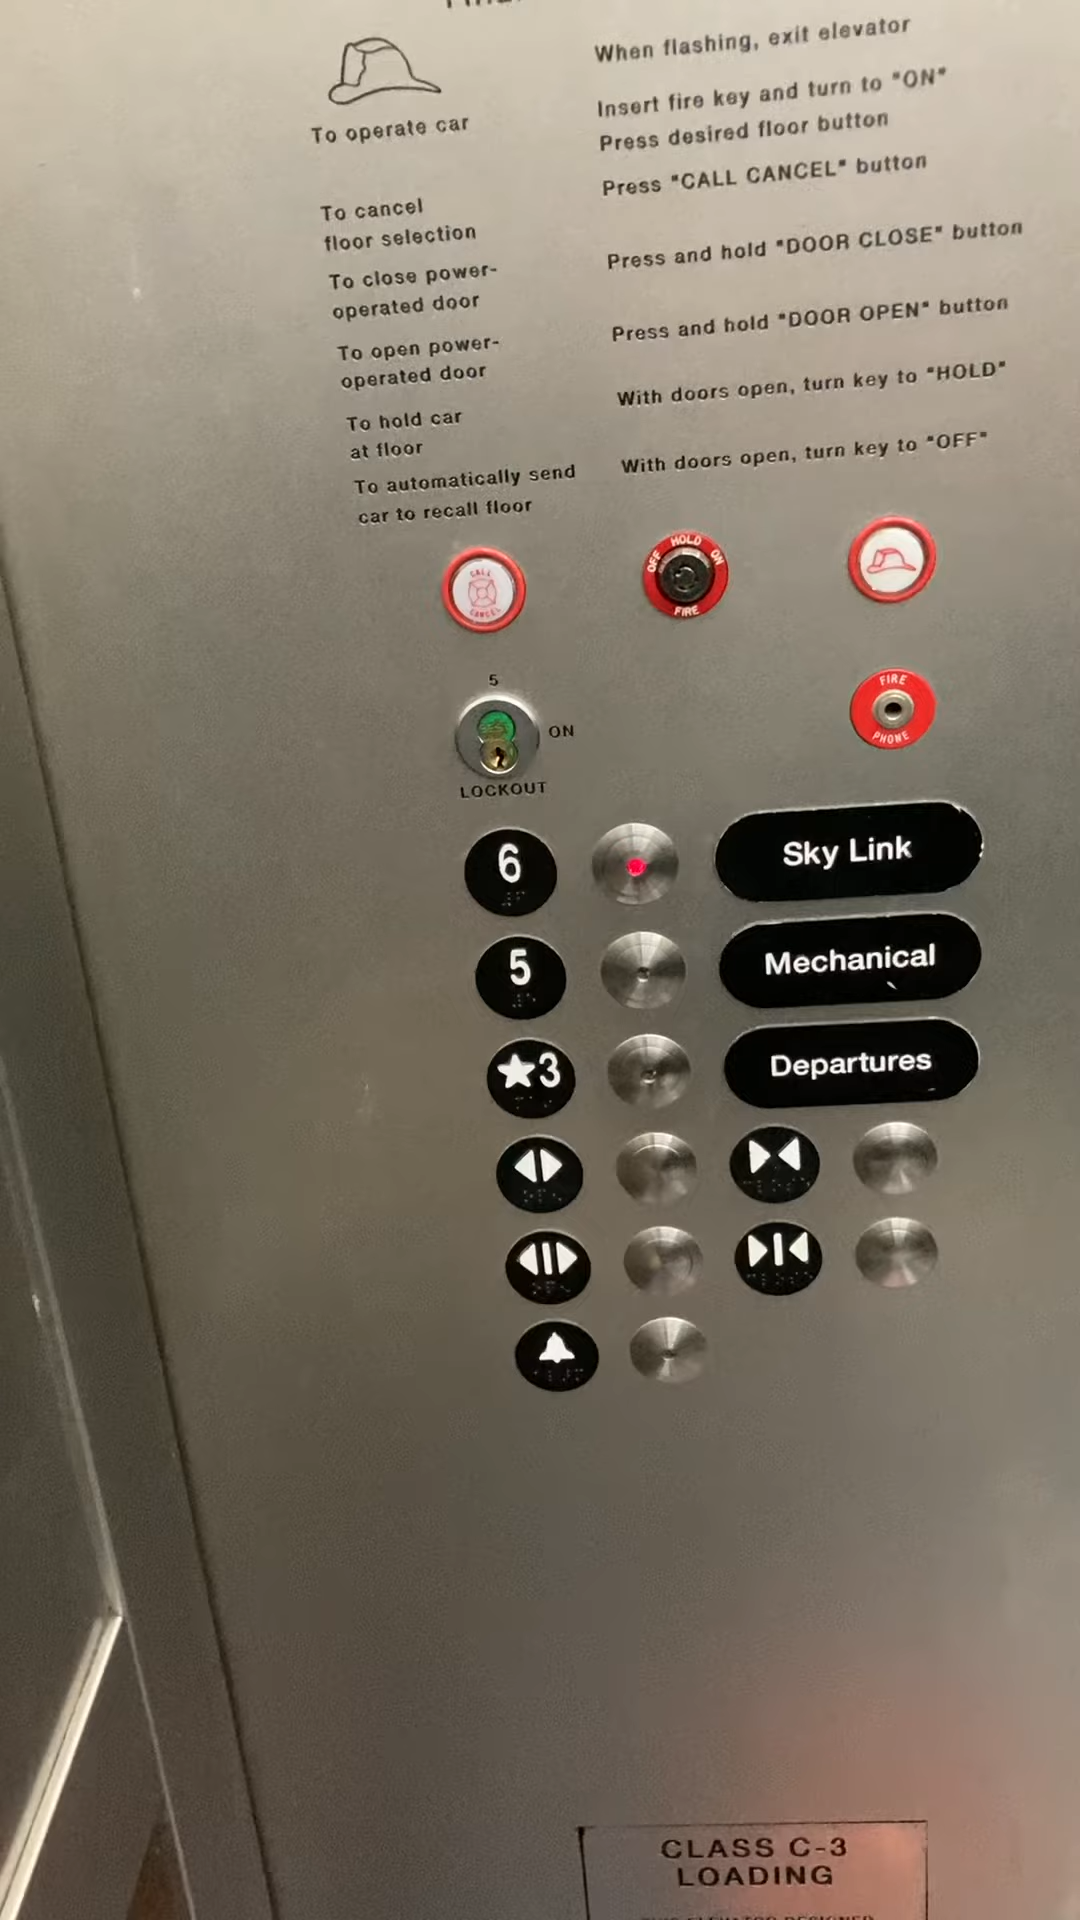 When flashing, exit elevator
To operate car
Insert fire key and turn to "ON"
Press desired floor button
To cancel
floor selection
Press "CALL CANCEL" button
To close power-
operated door
Press and hold "DOOR CLOSE" button
To open power-
operated door
Press and hold "DOOR OPEN" button
To hold car
at floor
With doors open, turn key to "HOLD"
To automatically send
car to recall floor
With doors open, turn key to "OFF"
CALL
CANCEL
OFF HOLD ON
FIRE
5
ON
LOCKOUT
FIRE
PHONE
6 Sky Link
5 Mechanical
★3 Departures
CLASS C-3
LOADING